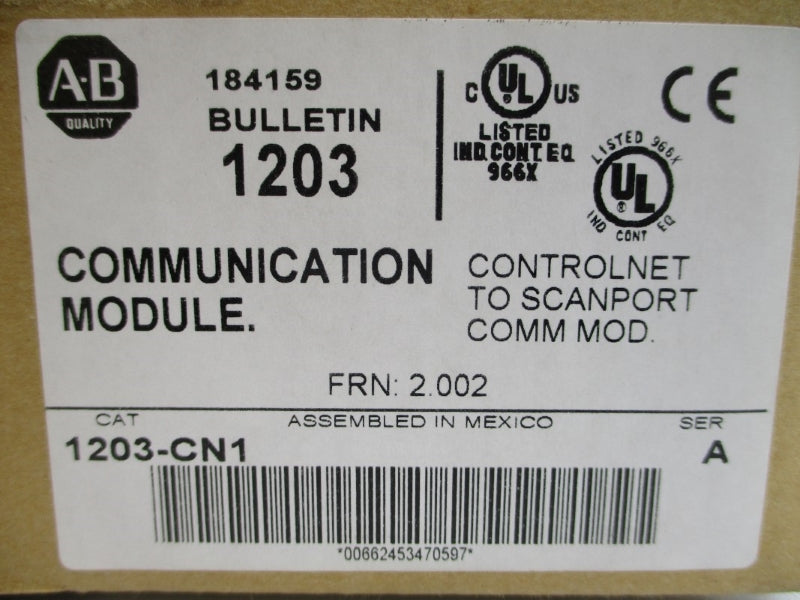 A-B
QUALITY
184159
BULLETIN
1203
C UL US
®
LISTED
IND. CONT. EQ.
966X
CE
LISTED 966X
UL
®
IND CONT EQ
COMMUNICATION
MODULE.
CONTROLNET
TO SCANPORT
COMM MOD.
FRN: 2.002
CAT
ASSEMBLED IN MEXICO
SER
1203-CN1
A
*00662453470597*